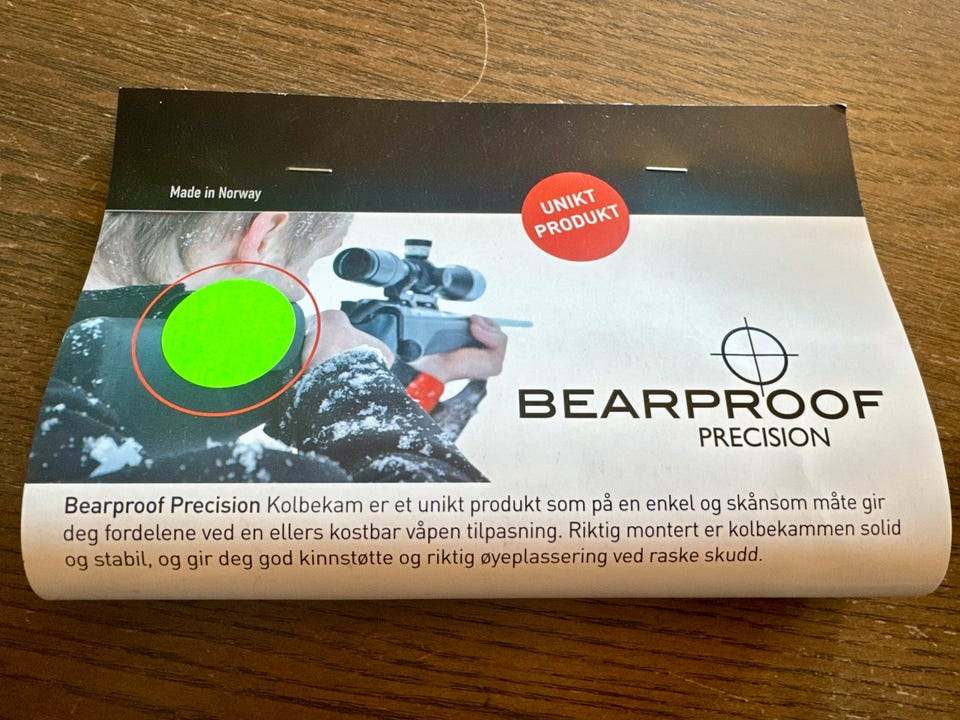 Made in Norway
UNIKT
PRODUKT
BEARPROOF
PRECISION
Bearproof Precision Kolbekam er et unikt produkt som på en enkel og skånsom måte gir
deg fordelene ved en ellers kostbar våpen tilpasning. Riktig montert er kolbekammen solid
og stabil, og gir deg god kinnstøtte og riktig øyeplassering ved raske skudd.